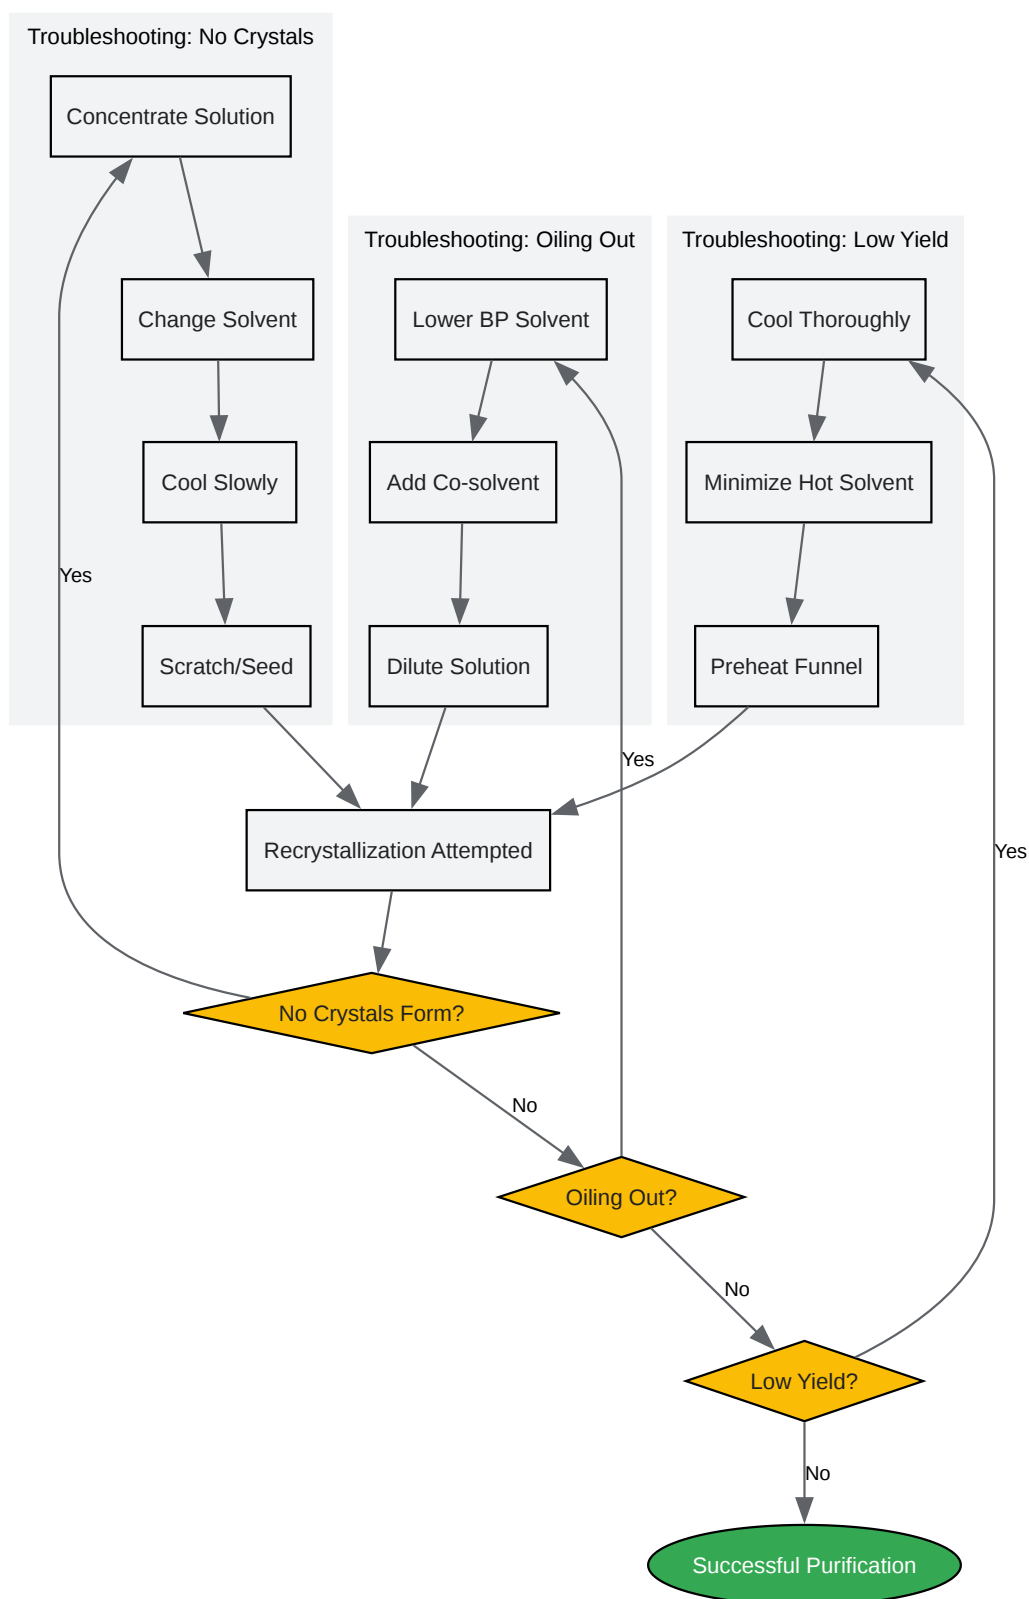 Troubleshooting: No Crystals
Concentrate Solution
Troubleshooting: Oiling Out
Troubleshooting: Low Yield
Change Solvent
Lower BP Solvent
Cool Thoroughly
Cool Slowly
Add Co-solvent
Minimize Hot Solvent
Yes
Scratch/Seed
Dilute Solution
Preheat Funnel
Yes
Recrystallization Attempted
Yes
No Crystals Form?
No
Oiling Out?
No
Low Yield?
No
Successful Purification